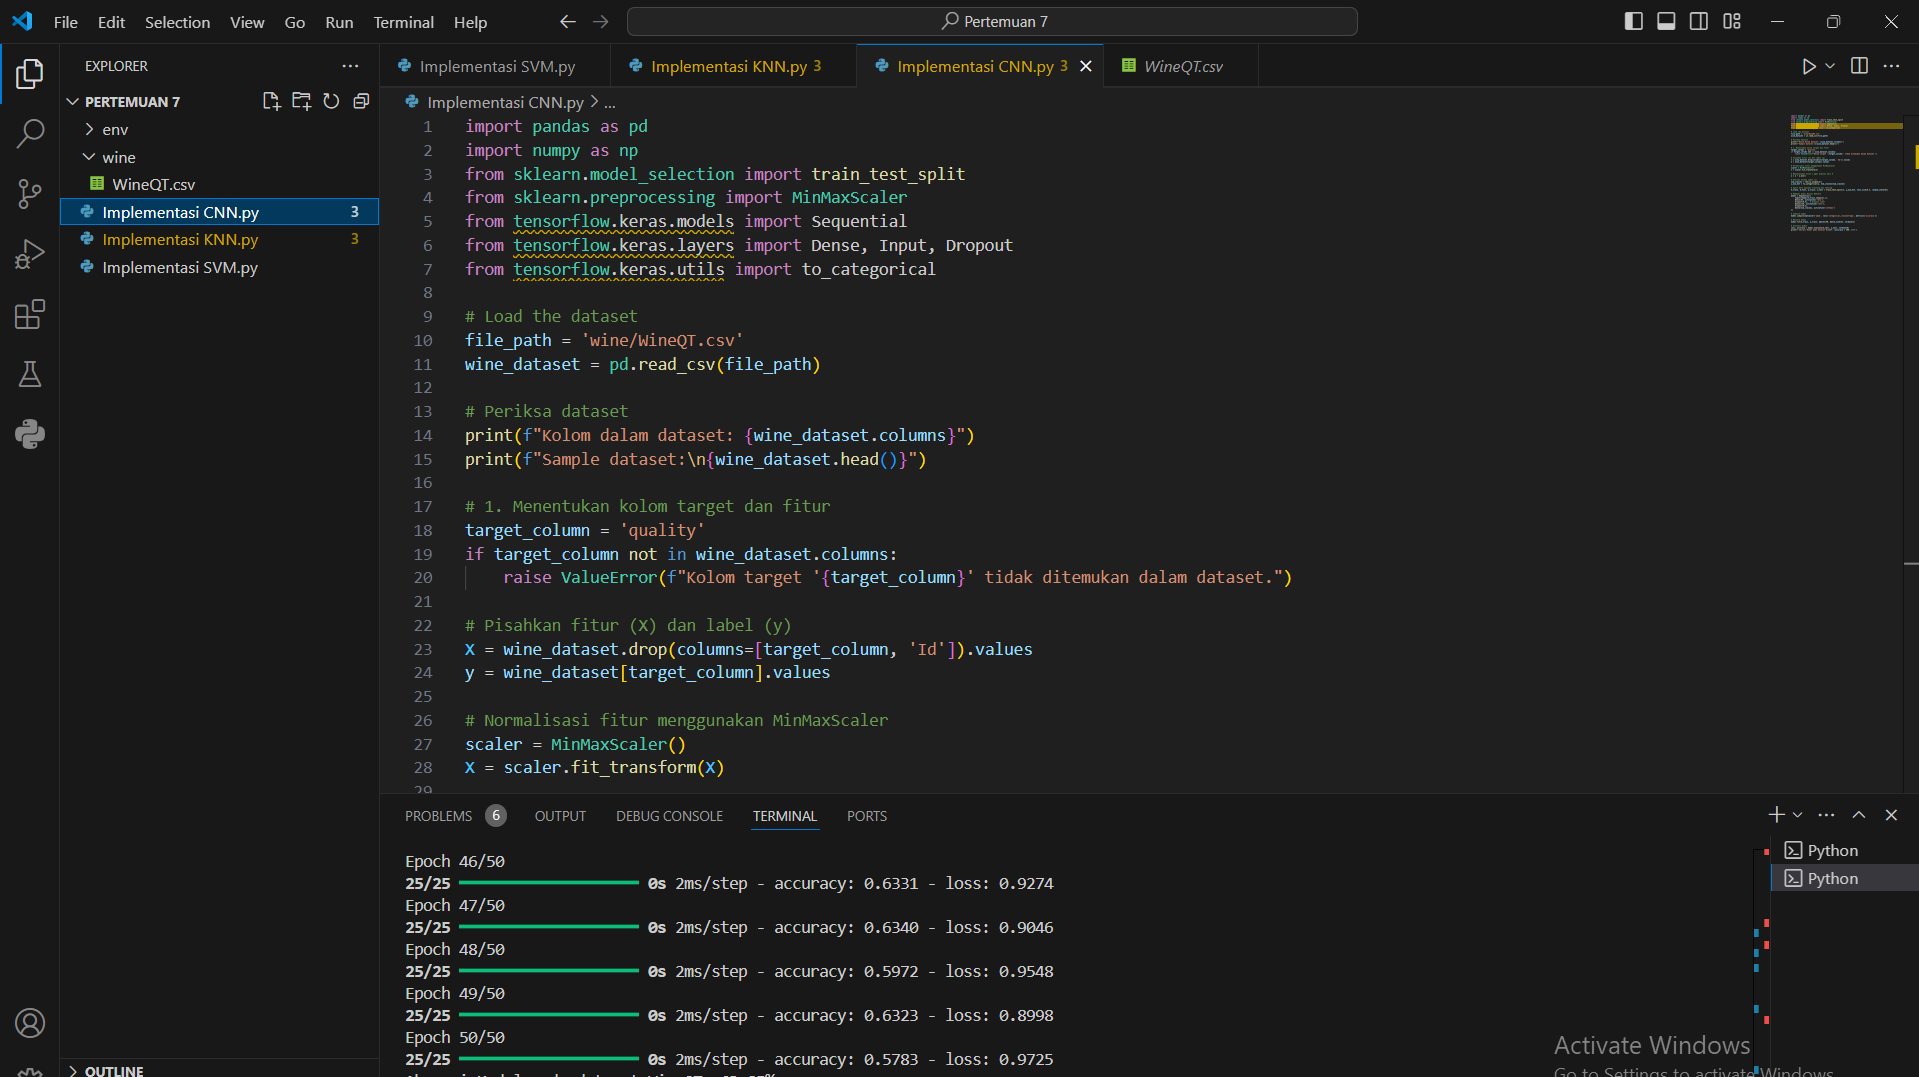 File Edit Selection View Go Run Terminal Help
Pertemuan 7
EXPLORER
PERTEMUAN 7
env
wine
WineQT.csv
Implementasi CNN.py 3
Implementasi KNN.py 3
Implementasi SVM.py
OUTLINE
Implementasi SVM.py
Implementasi KNN.py 3
Implementasi CNN.py 3
WineQT.csv
Implementasi CNN.py > ...
1 import pandas as pd
2 import numpy as np
3 from sklearn.model_selection import train_test_split
4 from sklearn.preprocessing import MinMaxScaler
5 from tensorflow.keras.models import Sequential
6 from tensorflow.keras.layers import Dense, Input, Dropout
7 from tensorflow.keras.utils import to_categorical
8
9 # Load the dataset
10 file_path = 'wine/WineQT.csv'
11 wine_dataset = pd.read_csv(file_path)
12
13 # Periksa dataset
14 print(f"Kolom dalam dataset: {wine_dataset.columns}")
15 print(f"Sample dataset:\n{wine_dataset.head()}")
16
17 # 1. Menentukan kolom target dan fitur
18 target_column = 'quality'
19 if target_column not in wine_dataset.columns:
20     raise ValueError(f"Kolom target '{target_column}' tidak ditemukan dalam dataset.")
21
22 # Pisahkan fitur (X) dan label (y)
23 X = wine_dataset.drop(columns=[target_column, 'Id']).values
24 y = wine_dataset[target_column].values
25
26 # Normalisasi fitur menggunakan MinMaxScaler
27 scaler = MinMaxScaler()
28 X = scaler.fit_transform(X)
29
PROBLEMS 6 OUTPUT DEBUG CONSOLE TERMINAL PORTS
Epoch 46/50
25/25 0s 2ms/step - accuracy: 0.6331 - loss: 0.9274
Epoch 47/50
25/25 0s 2ms/step - accuracy: 0.6340 - loss: 0.9046
Epoch 48/50
25/25 0s 2ms/step - accuracy: 0.5972 - loss: 0.9548
Epoch 49/50
25/25 0s 2ms/step - accuracy: 0.6323 - loss: 0.8998
Epoch 50/50
25/25 0s 2ms/step - accuracy: 0.5783 - loss: 0.9725
Python
Python
Activate Windows
Go to Settings to activate Windows.